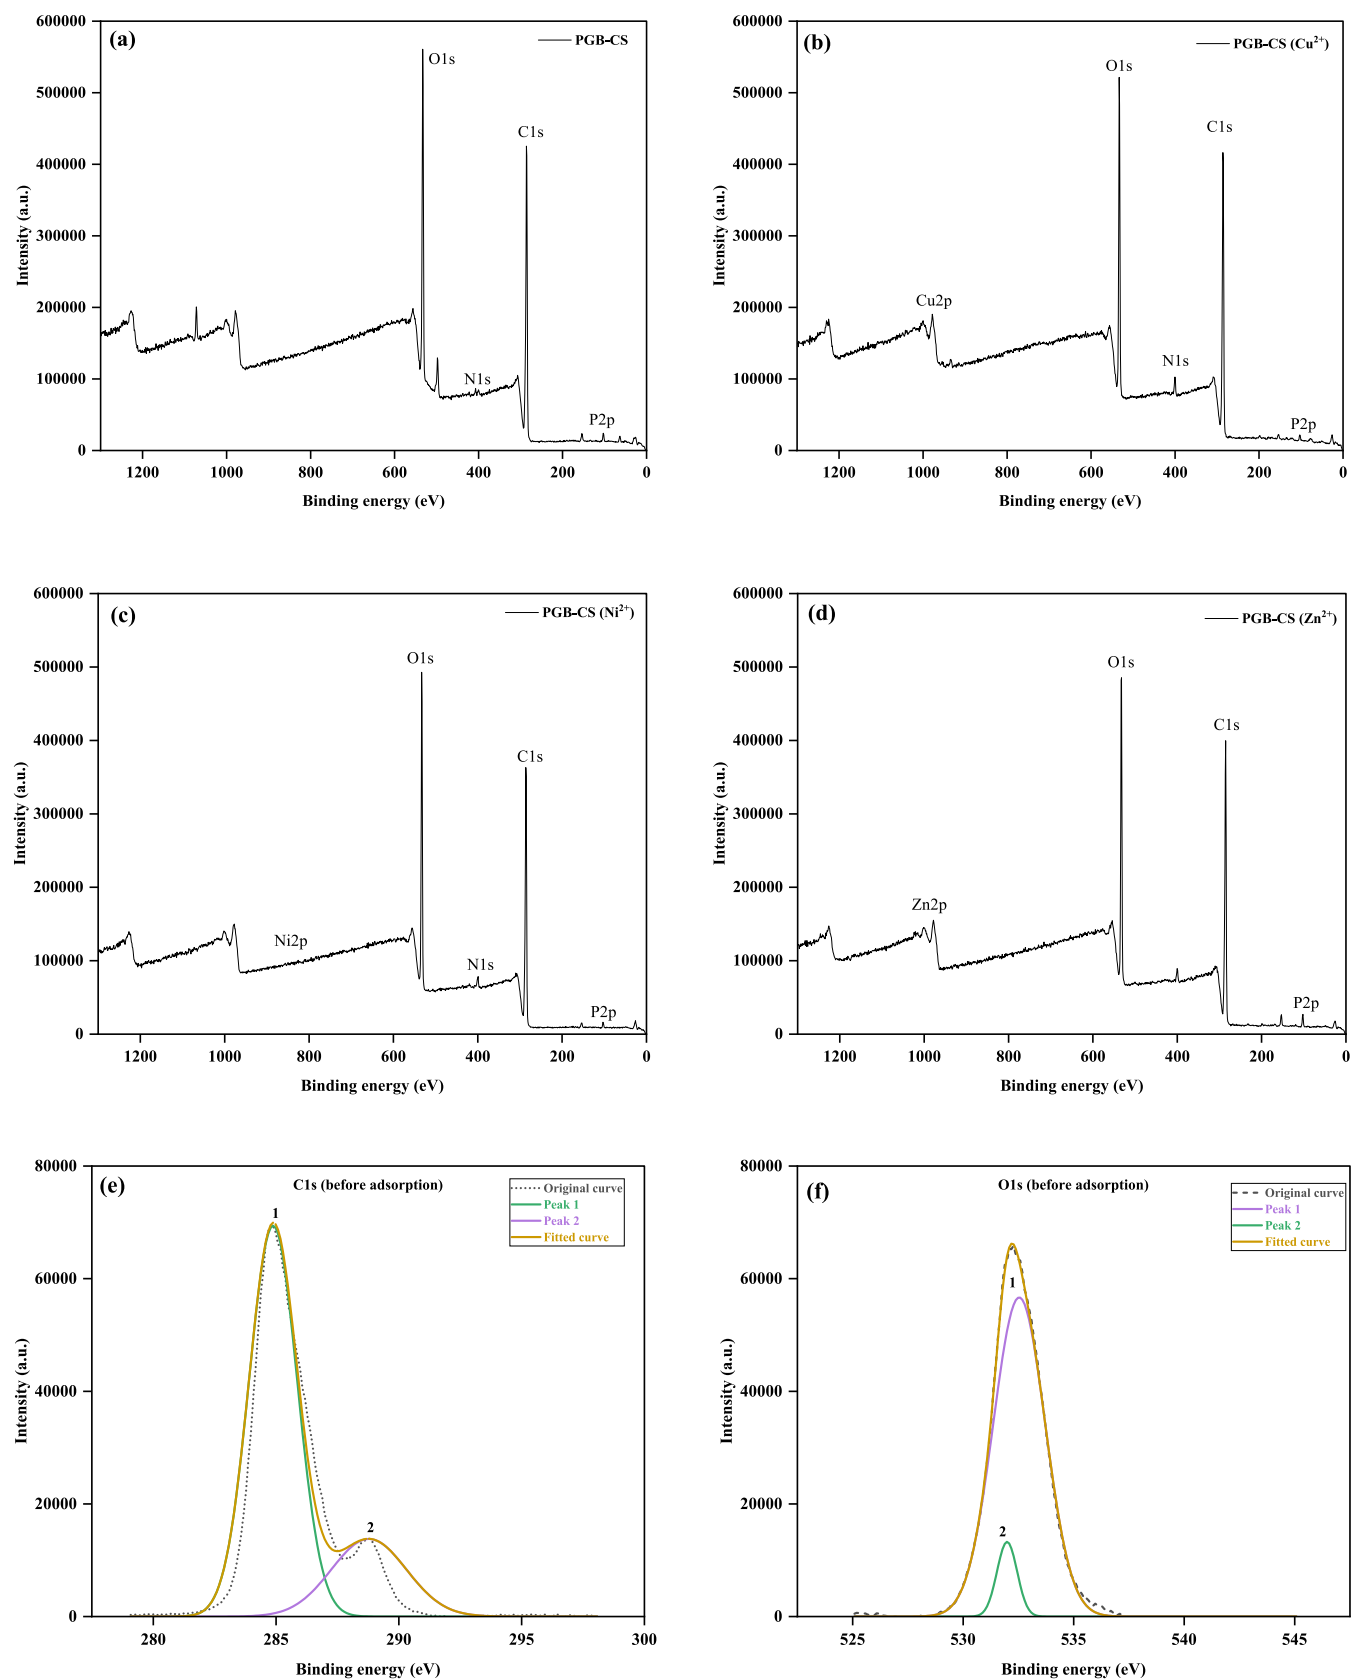 (a)
PGB-CS
O1s
C1s
N1s
P2p
600000
500000
400000
300000
200000
100000
0
Intensity (a.u.)
1200 1000 800 600 400 200 0
Binding energy (eV)
(b)
PGB-CS (Cu²⁺)
O1s
C1s
Cu2p
N1s
P2p
600000
500000
400000
300000
200000
100000
0
Intensity (a.u.)
1200 1000 800 600 400 200 0
Binding energy (eV)
(c)
PGB-CS (Ni²⁺)
O1s
C1s
Ni2p
N1s
P2p
600000
500000
400000
300000
200000
100000
0
Intensity (a.u.)
1200 1000 800 600 400 200 0
Binding energy (eV)
(d)
PGB-CS (Zn²⁺)
O1s
C1s
Zn2p
P2p
600000
500000
400000
300000
200000
100000
0
Intensity (a.u.)
1200 1000 800 600 400 200 0
Binding energy (eV)
(e)
C1s (before adsorption)
Original curve
Peak 1
Peak 2
Fitted curve
1
2
80000
60000
40000
20000
0
Intensity (a.u.)
280 285 290 295 300
Binding energy (eV)
(f)
O1s (before adsorption)
Original curve
Peak 1
Peak 2
Fitted curve
1
2
80000
60000
40000
20000
0
Intensity (a.u.)
525 530 535 540 545
Binding energy (eV)